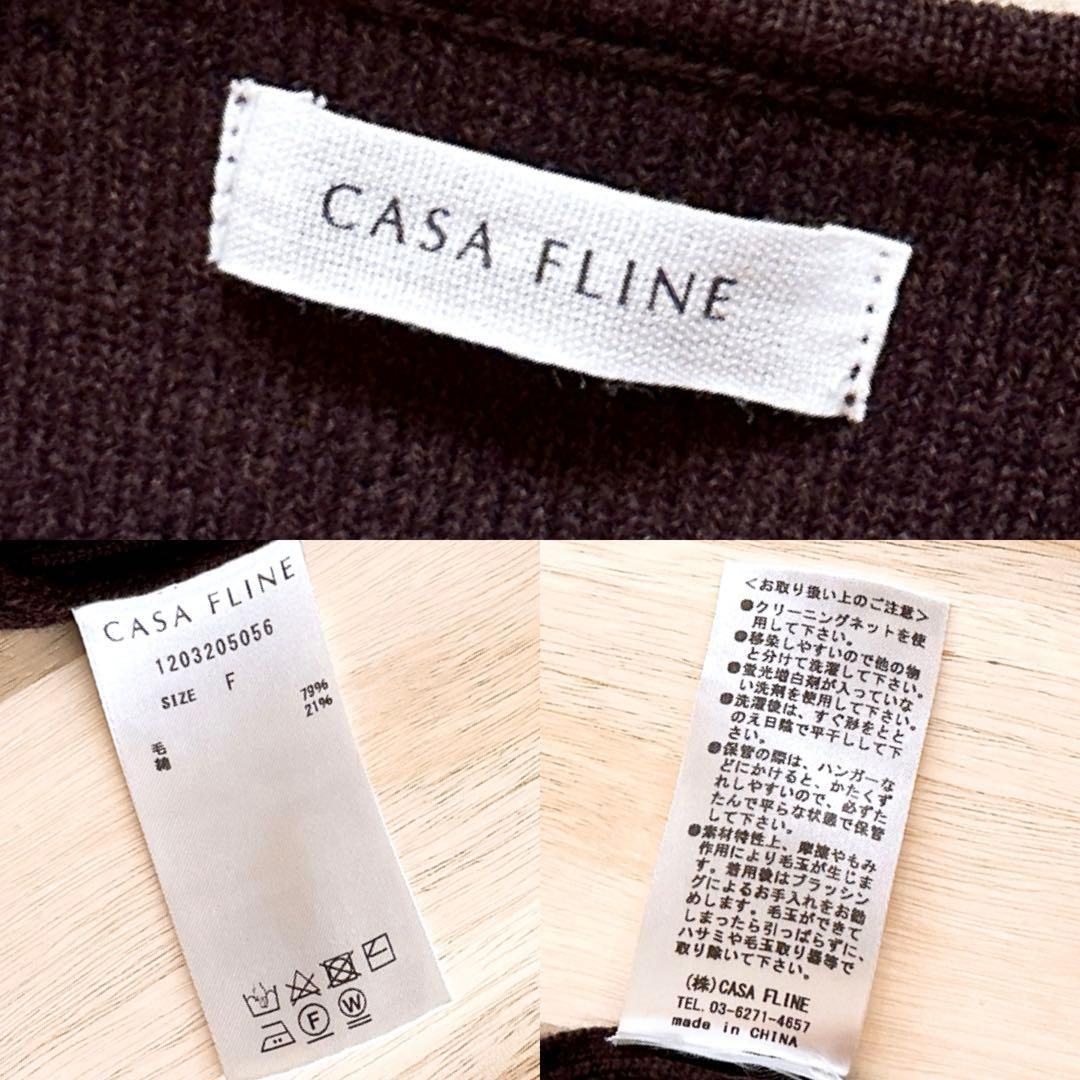 CASA FLINE
CASA FLINE
1203205056
SIZE F
毛 79%
綿 21%
F
W
<お取り扱い上のご注意>
●クリーニングネットを使
用して下さい。
●移染しやすいので他の物
と分けて洗濯して下さい。
●蛍光増白剤が入っていな
い洗剤を使用して下さい。
●洗濯後は、すぐ形をとと
のえ日陰で平干しして下
さい。
●保管の際は、ハンガーな
どにかけると、かたくず
れしやすいので、必ずた
たんで平らな状態で保管
して下さい。
●素材特性上、摩擦やもみ
作用により毛玉が生じま
す。着用後はブラッシン
グによるお手入れをお勧
めします。毛玉ができて
しまったら引っぱらずに、
ハサミや毛玉取り器等で
取り除いて下さい。
(株)CASA FLINE
TEL.03-6271-4657
made in CHINA